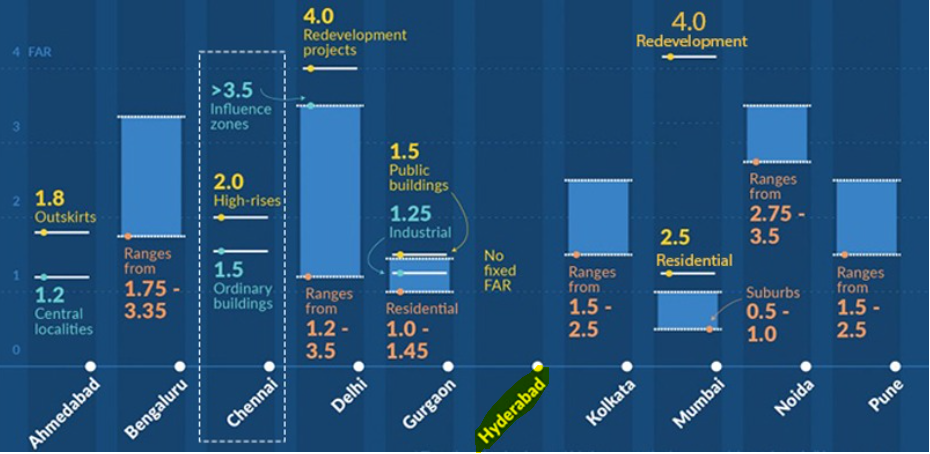 4 FAR
3
2
1
0
1.8
Outskirts
1.2
Central
localities
Ranges
from
1.75 -
3.35
>3.5
Influence
zones
2.0
High-rises
1.5
Ordinary
buildings
4.0
Redevelopment
projects
Ranges
from
1.2 -
3.5
1.5
Public
buildings
1.25
Industrial
Residential
1.0 -
1.45
No
fixed
FAR
Ranges
from
1.5 -
2.5
4.0
Redevelopment
2.5
Residential
Suburbs
0.5 -
1.0
Ranges
from
2.75 -
3.5
Ranges
from
1.5 -
2.5
Ahmedabad
Bengaluru
Chennai
Delhi
Gurgaon
Hyderabad
Kolkata
Mumbai
Noida
Pune